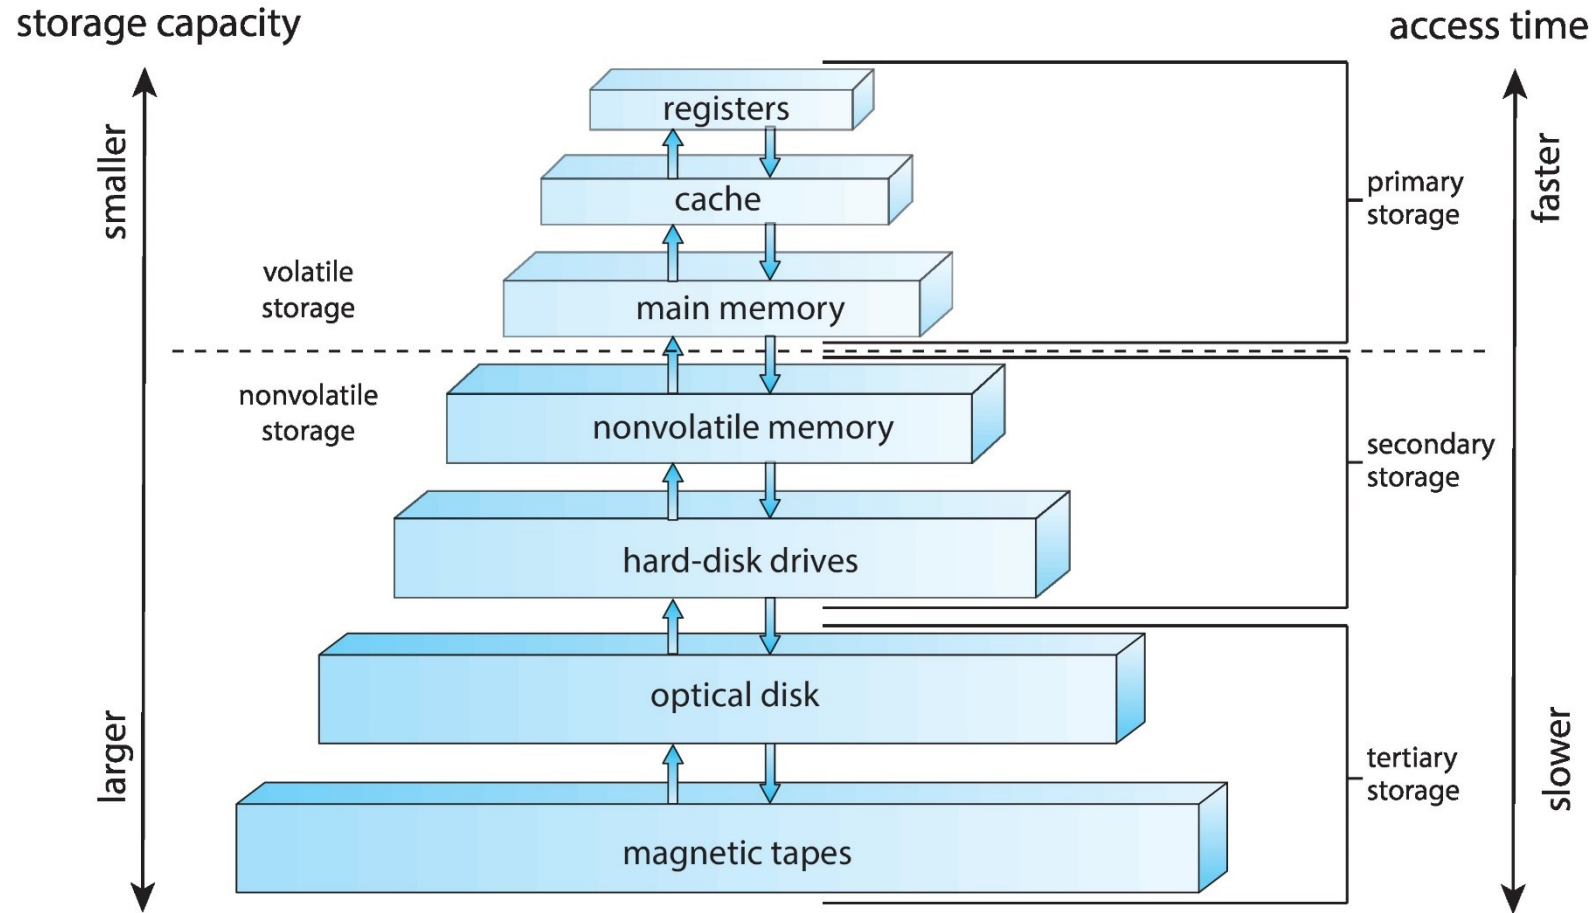 storage capacity
access time
smaller
larger
volatile
storage
nonvolatile
storage
registers
cache
main memory
nonvolatile memory
hard-disk drives
optical disk
magnetic tapes
primary
storage
secondary
storage
tertiary
storage
faster
slower